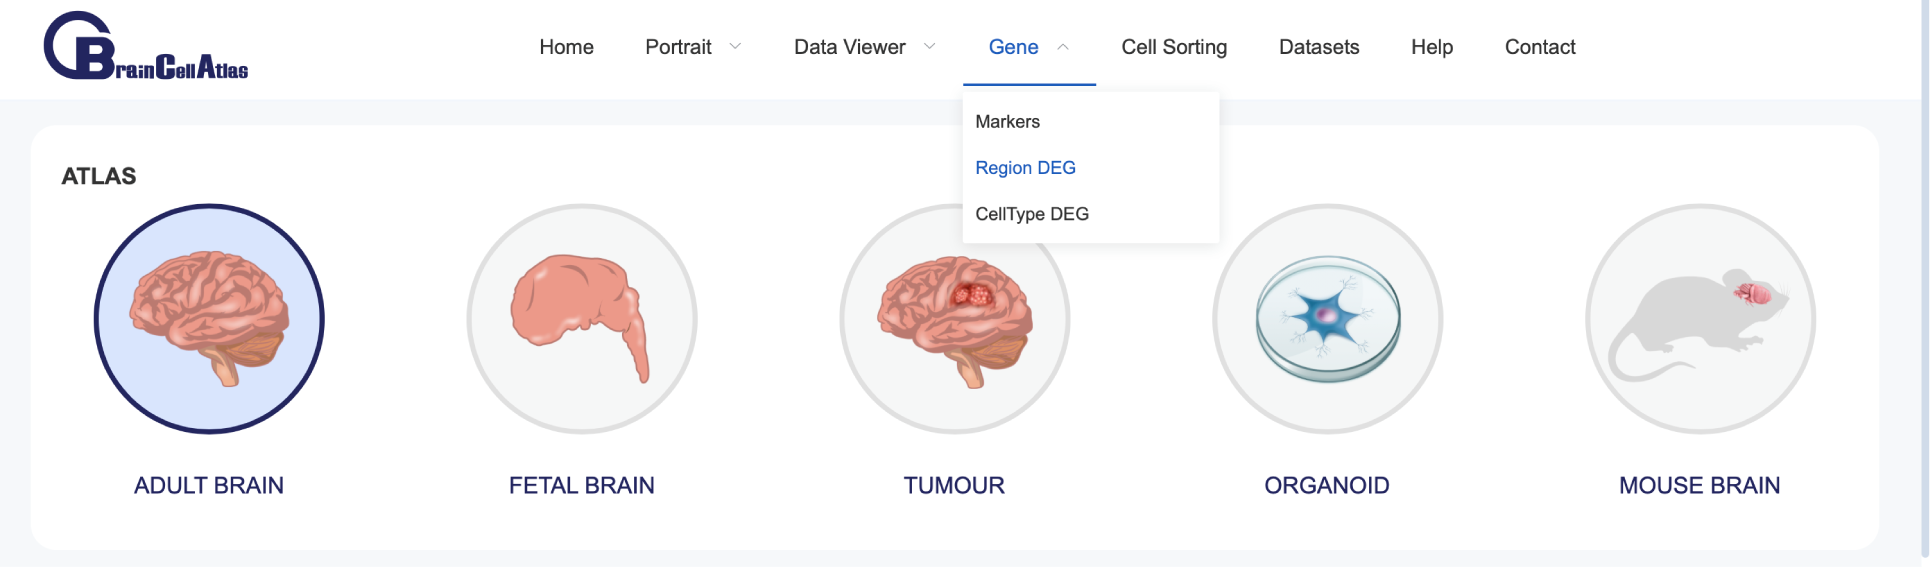 BrainCellAtlas
Home Portrait Data Viewer Gene Cell Sorting Datasets Help Contact
Markers
Region DEG
CellType DEG
ATLAS
ADULT BRAIN FETAL BRAIN TUMOUR ORGANOID MOUSE BRAIN